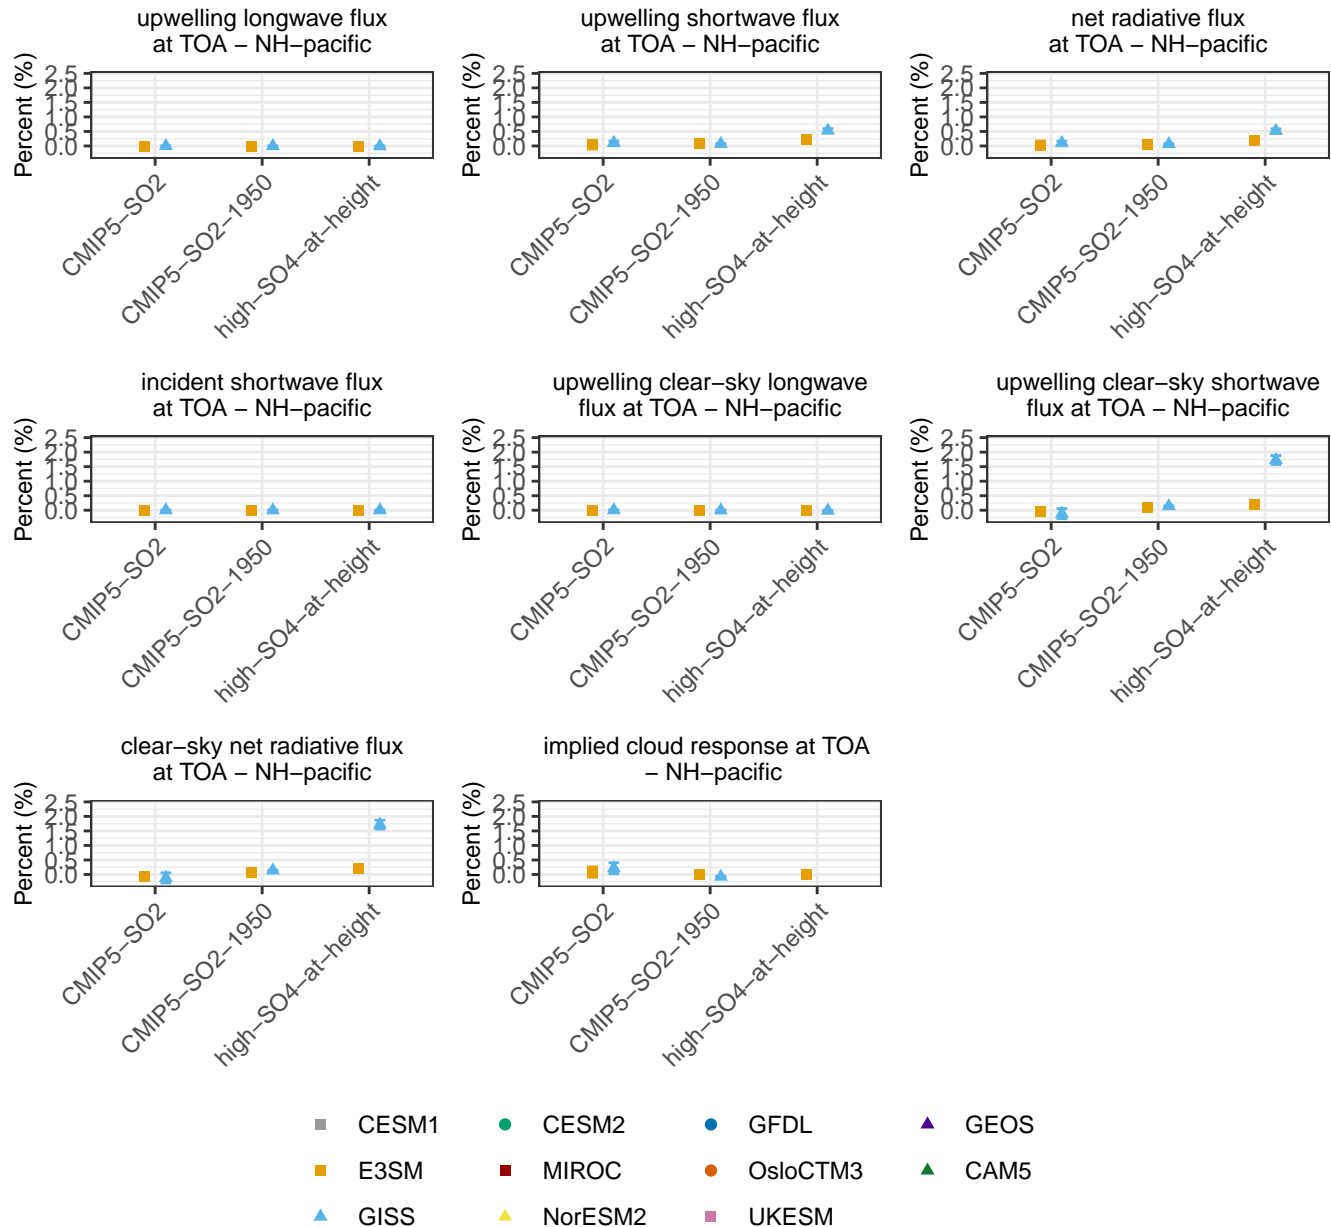 upwelling longwave flux
at TOA − NH−pacific
upwelling shortwave flux
at TOA − NH−pacific
net radiative flux
at TOA − NH−pacific
Percent (%)
2.5
2.0
1.5
1.0
0.5
0.0
CMIP5−SO2
CMIP5−SO2−1950
high−SO4−at−height
Percent (%)
2.5
2.0
1.5
1.0
0.5
0.0
CMIP5−SO2
CMIP5−SO2−1950
high−SO4−at−height
Percent (%)
2.5
2.0
1.5
1.0
0.5
0.0
CMIP5−SO2
CMIP5−SO2−1950
high−SO4−at−height
incident shortwave flux
at TOA − NH−pacific
upwelling clear−sky longwave
flux at TOA − NH−pacific
upwelling clear−sky shortwave
flux at TOA − NH−pacific
Percent (%)
2.5
2.0
1.5
1.0
0.5
0.0
CMIP5−SO2
CMIP5−SO2−1950
high−SO4−at−height
Percent (%)
2.5
2.0
1.5
1.0
0.5
0.0
CMIP5−SO2
CMIP5−SO2−1950
high−SO4−at−height
Percent (%)
2.5
2.0
1.5
1.0
0.5
0.0
CMIP5−SO2
CMIP5−SO2−1950
high−SO4−at−height
clear−sky net radiative flux
at TOA − NH−pacific
implied cloud response at TOA
− NH−pacific
Percent (%)
2.5
2.0
1.5
1.0
0.5
0.0
CMIP5−SO2
CMIP5−SO2−1950
high−SO4−at−height
Percent (%)
2.5
2.0
1.5
1.0
0.5
0.0
CMIP5−SO2
CMIP5−SO2−1950
high−SO4−at−height
CESM1 CESM2 GFDL GEOS
E3SM MIROC OsloCTM3 CAM5
GISS NorESM2 UKESM